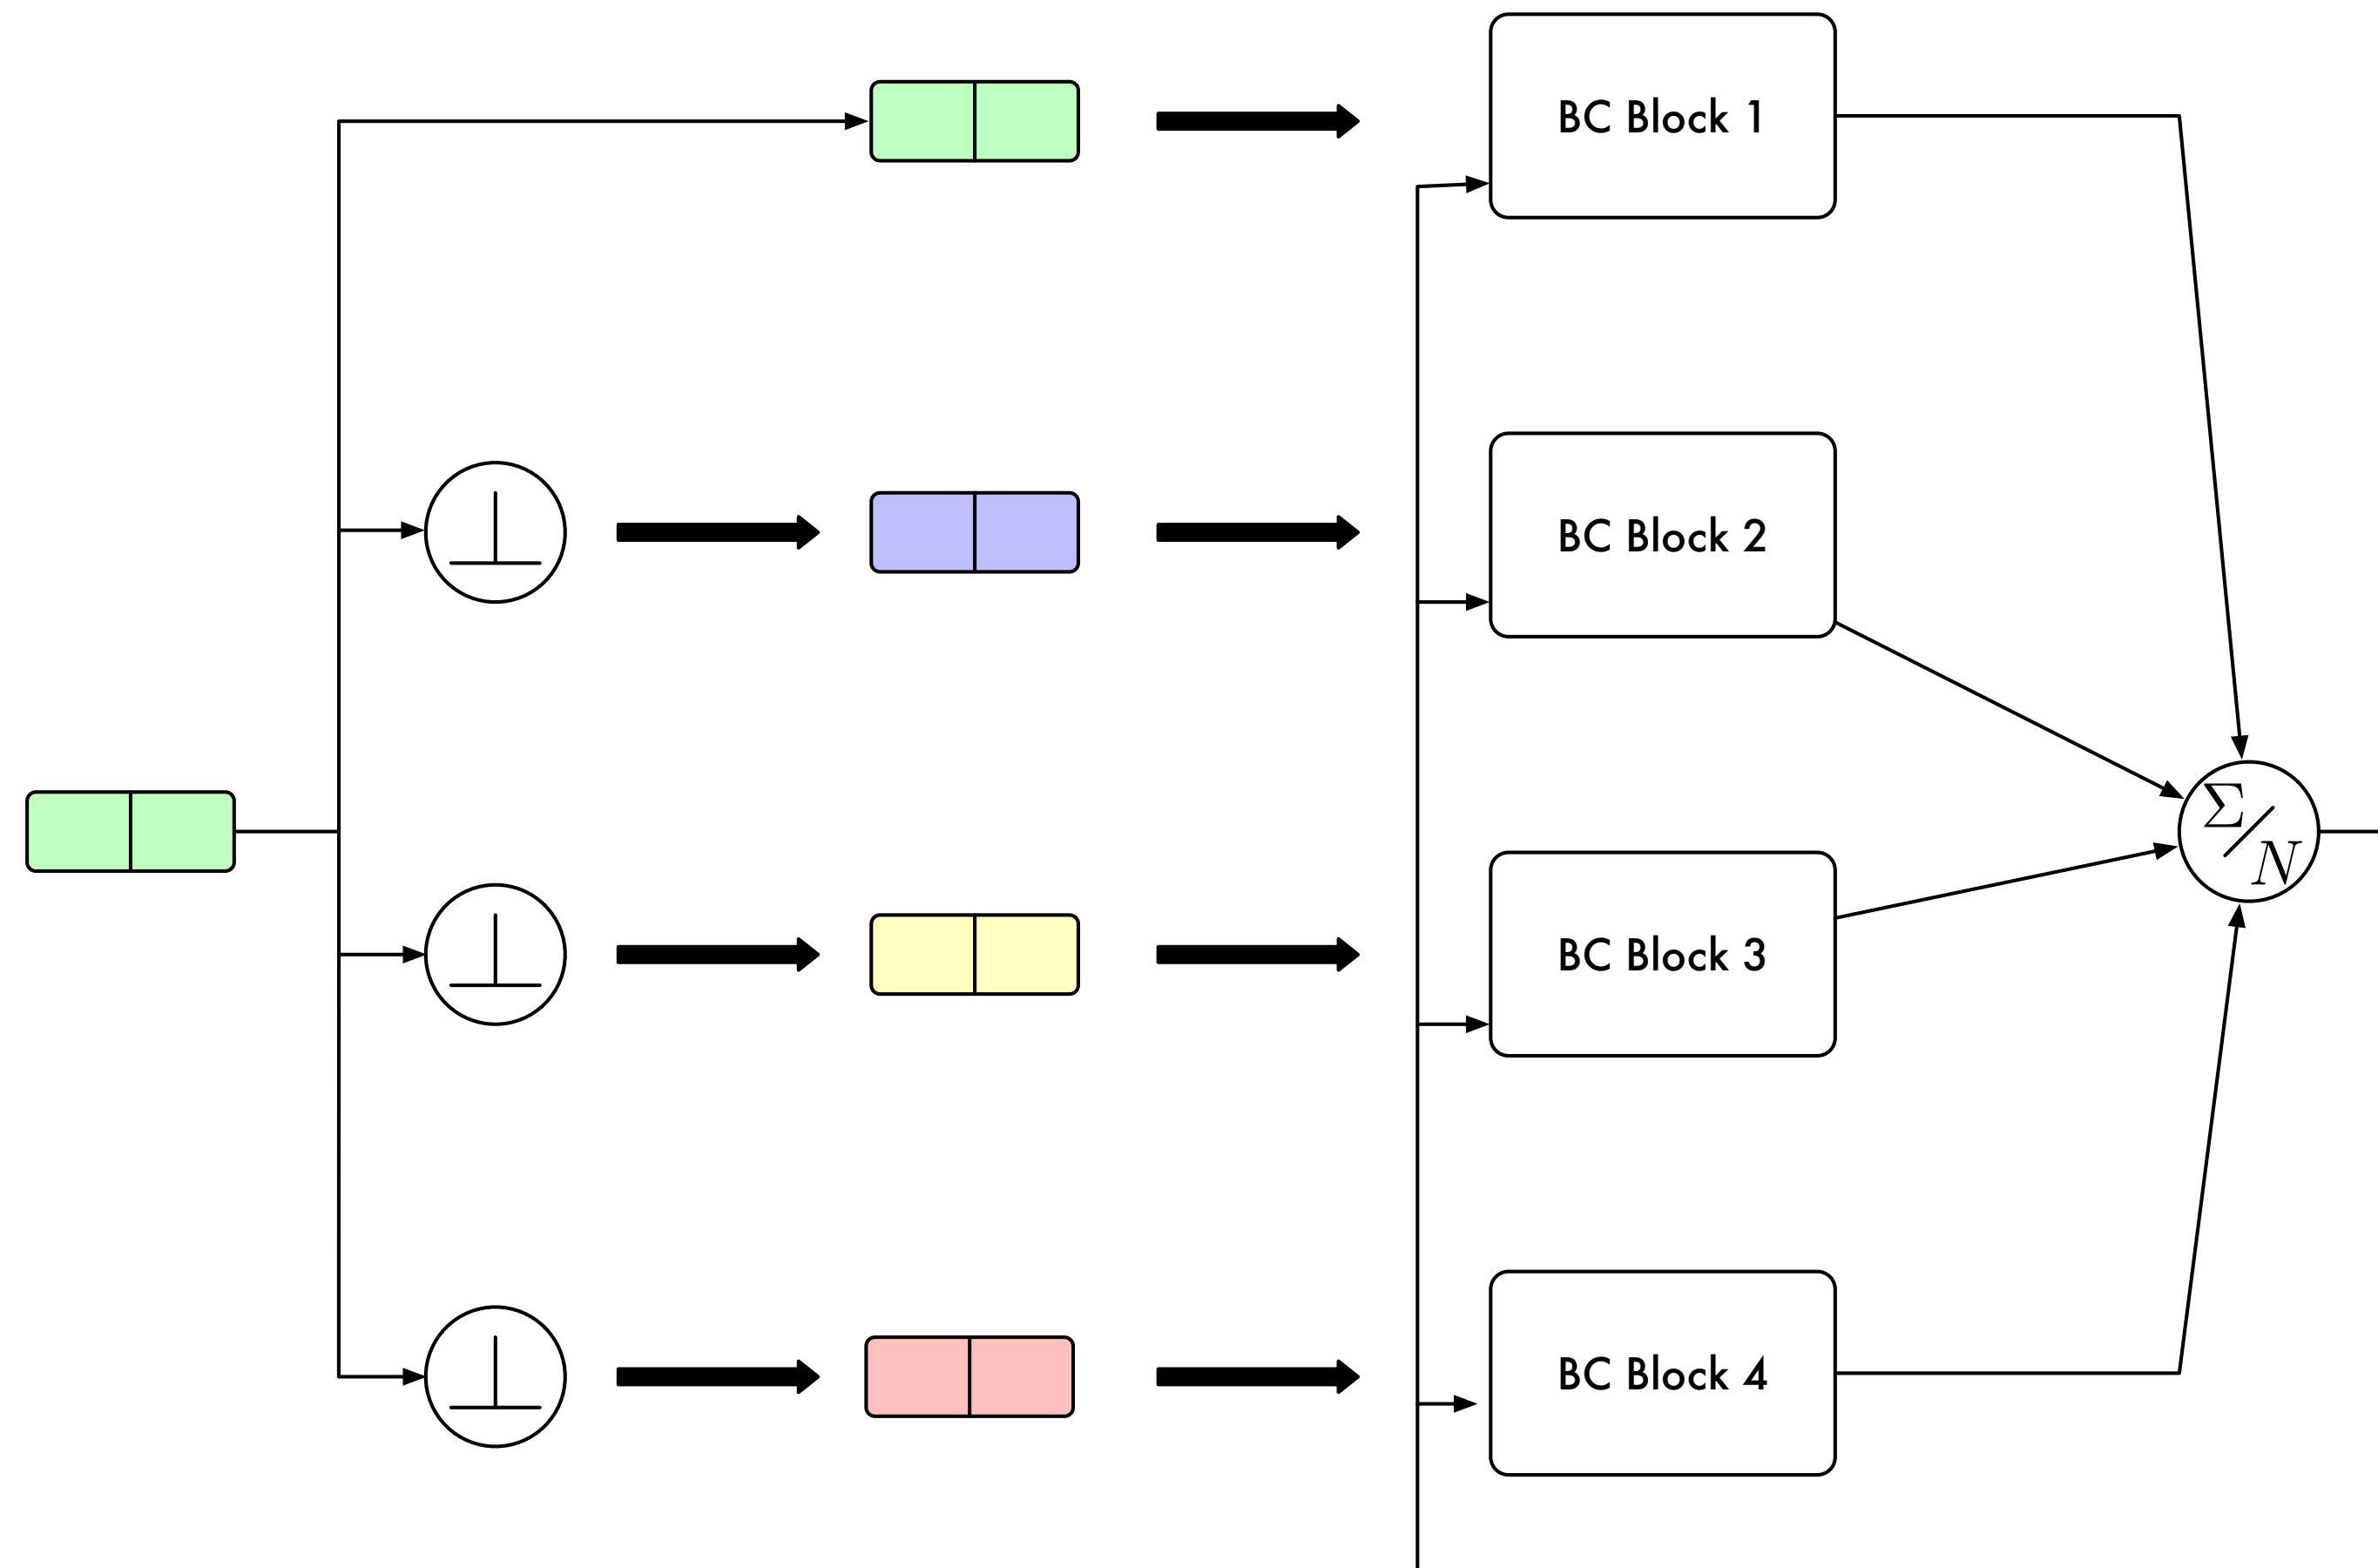 BC Block 1
⊥
BC Block 2
Σ/N
⊥
BC Block 3
⊥
BC Block 4